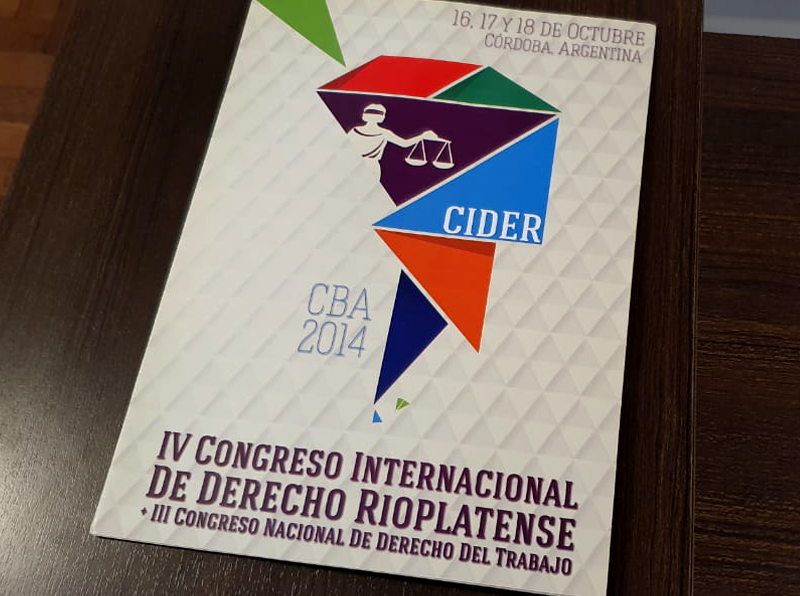 16, 17 Y 18 DE OCTUBRE
CÓRDOBA, ARGENTINA
CIDER
CBA
2014
IV CONGRESO INTERNACIONAL
DE DERECHO RIOPLATENSE
+ III CONGRESO NACIONAL DE DERECHO DEL TRABAJO